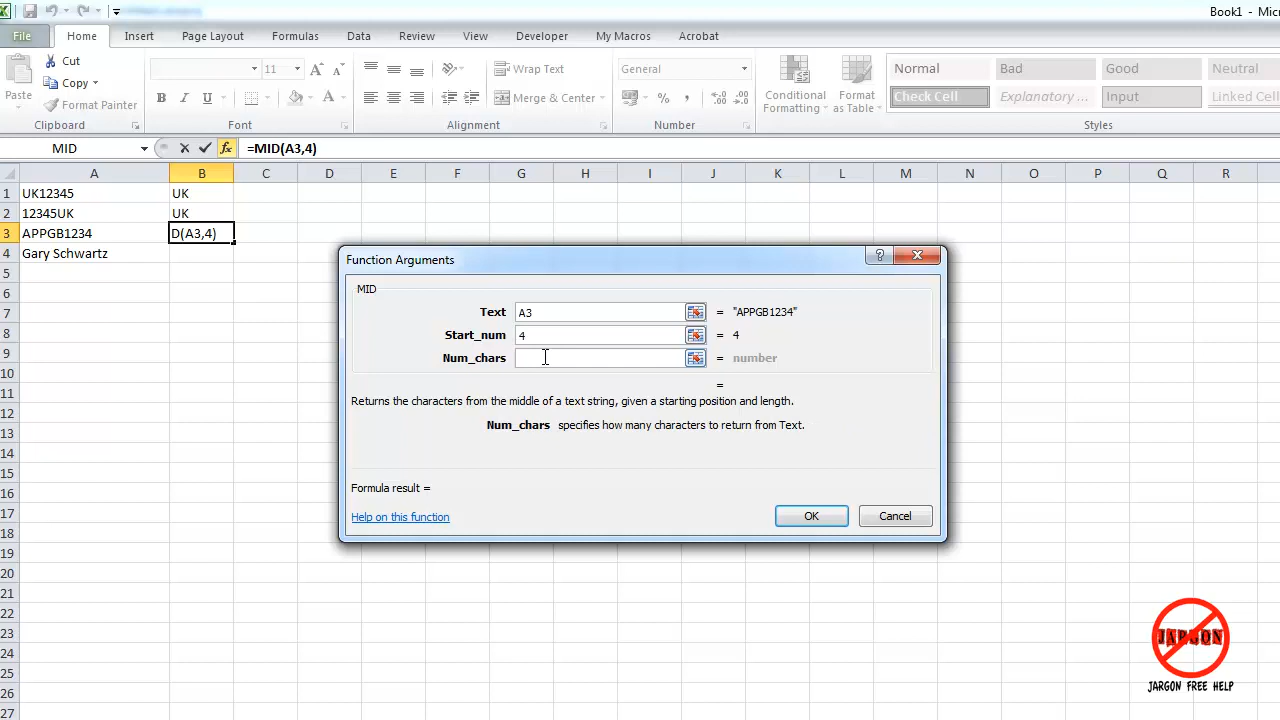 Book1 - Micr
File Home Insert Page Layout Formulas Data Review View Developer My Macros Acrobat
Paste
Cut
Copy
Format Painter
Clipboard
11
B I U
Font
Wrap Text
Merge & Center
Alignment
General
Number
Conditional Formatting
Format as Table
Normal Bad Good Neutral
Check Cell Explanatory ... Input Linked Cell
Styles
MID
fx
=MID(A3,4)
A B C D E F G H I J K L M N O P Q R
1 UK12345 UK
2 12345UK UK
3 APPGB1234 D(A3,4)
4 Gary Schwartz
5
6
7
8
9
10
11
12
13
14
15
16
17
18
19
20
21
22
23
24
25
26
27
Function Arguments
?
MID
Text A3 = "APPGB1234"
Start_num 4 = 4
Num_chars = number
=
Returns the characters from the middle of a text string, given a starting position and length.
Num_chars specifies how many characters to return from Text.
Formula result =
Help on this function
OK Cancel
JARGON
JARGON FREE HELP